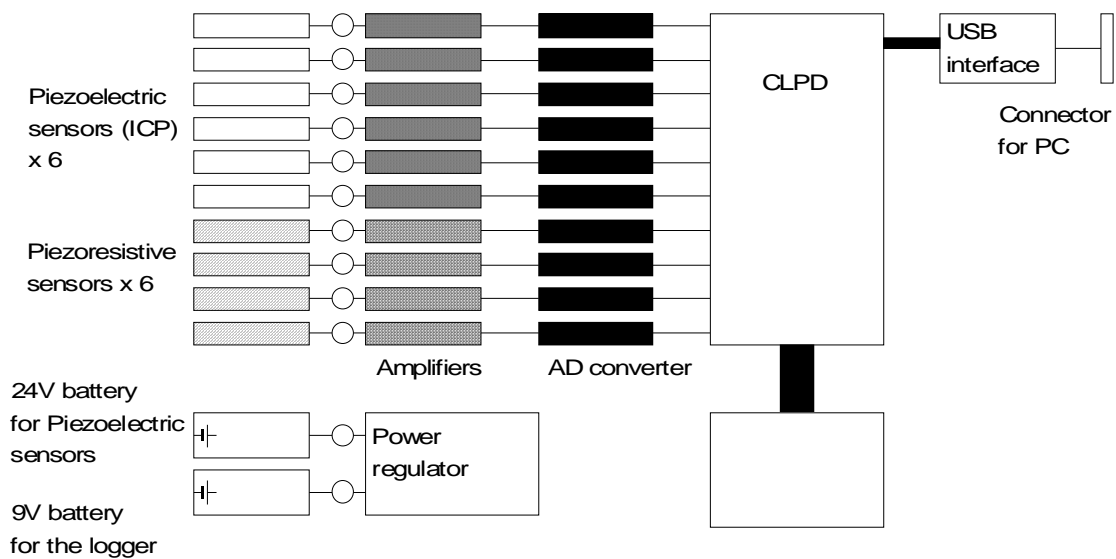 USB
interface
CLPD
Piezoelectric
sensors (ICP)
x 6
Connector
for PC
Piezoresistive
sensors x 6
Amplifiers
AD converter
24V battery
for Piezoelectric
sensors
Power
regulator
9V battery
for the logger